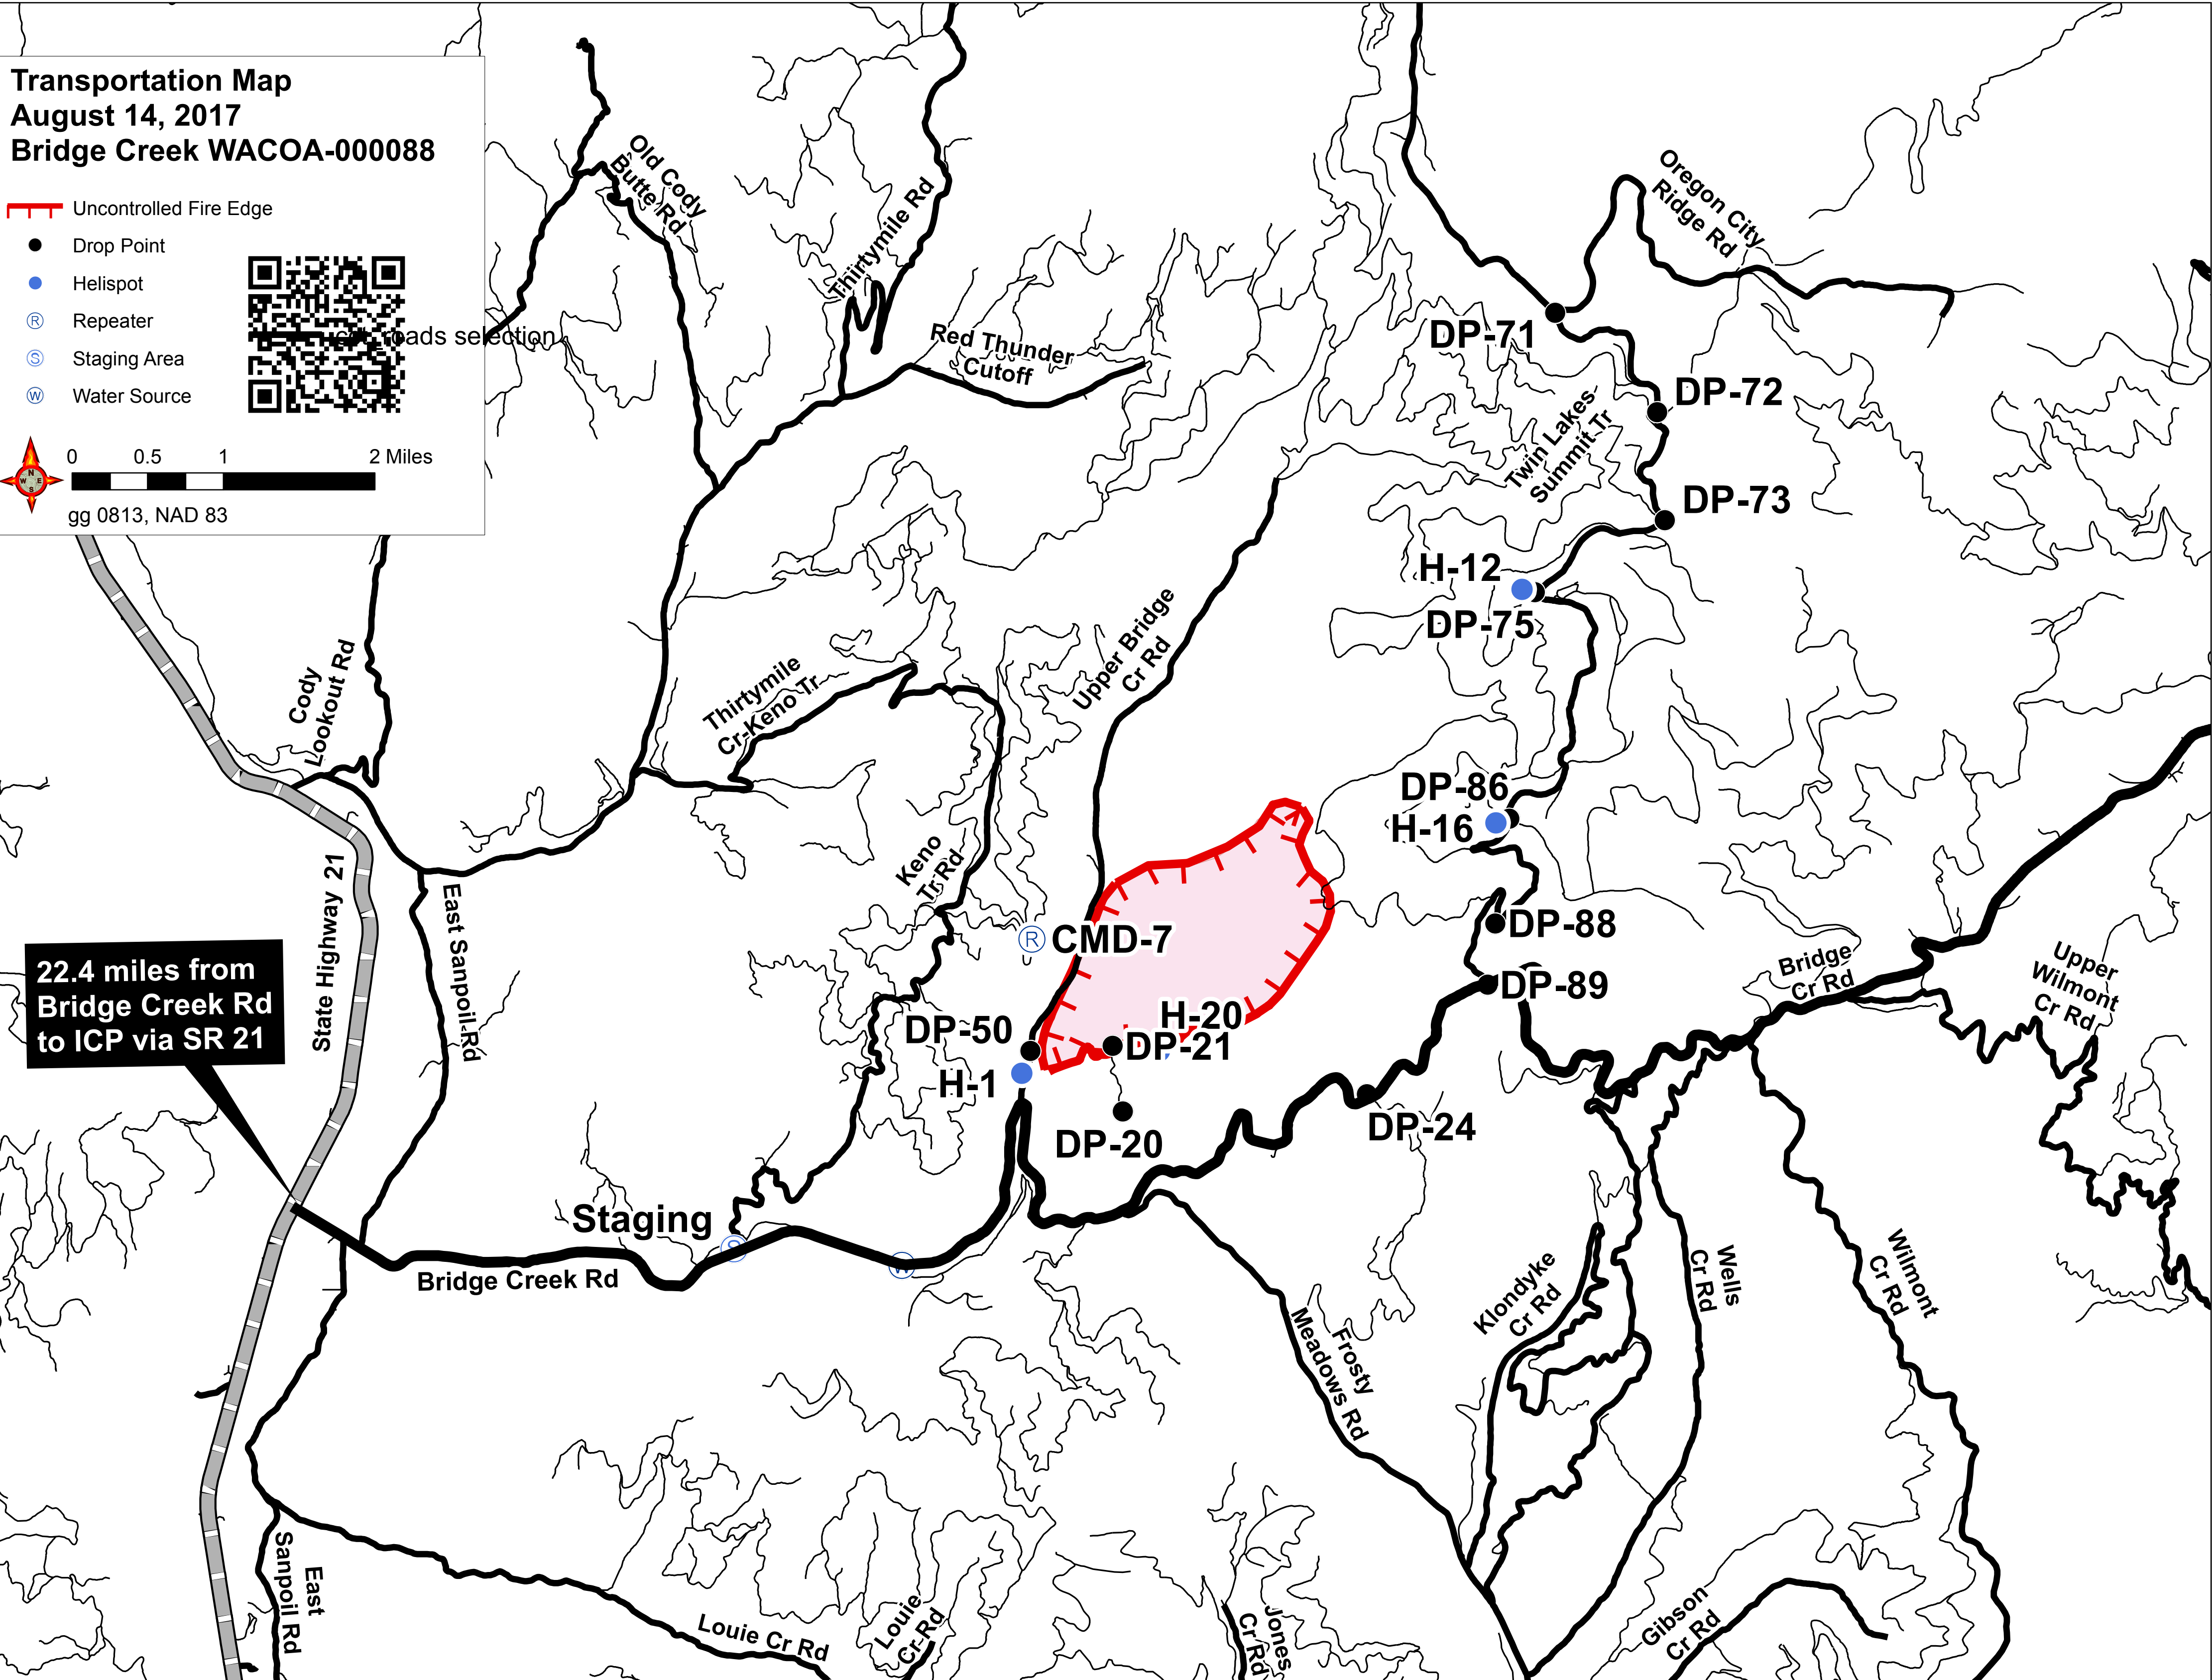 Transportation Map
August 14, 2017
Bridge Creek WACOA-000088
Uncontrolled Fire Edge
Drop Point
Helispot
R
Repeater
S
Staging Area
W
Water Source
roads selection
N
W E
S
0 0.5 1 2 Miles
gg 0813, NAD 83
Old Cody
Butte Rd
Thirtymile Rd
Red Thunder
Cutoff
Oregon City
Ridge Rd
DP-71
DP-72
Twin Lakes
Summit Tr
DP-73
H-12
DP-75
Upper Bridge
Cr Rd
Cody
Lookout Rd
Thirtymile
Cr-Keno Tr
DP-86
H-16
Keno
Tr Rd
State Highway 21
East Sanpoil Rd
R
CMD-7
DP-88
DP-89
Bridge
Cr Rd
Upper
Wilmont
Cr Rd
22.4 miles from
Bridge Creek Rd
to ICP via SR 21
H-20
DP-50
DP-21
H-1
DP-20
DP-24
Staging
S
W
Bridge Creek Rd
Klondyke
Cr Rd
Wells
Cr Rd
Wilmont
Cr Rd
Frosty
Meadows Rd
East
Sanpoil Rd
Louie Cr Rd
Louie
Cr Rd
Jones
Cr Rd
Gibson
Cr Rd